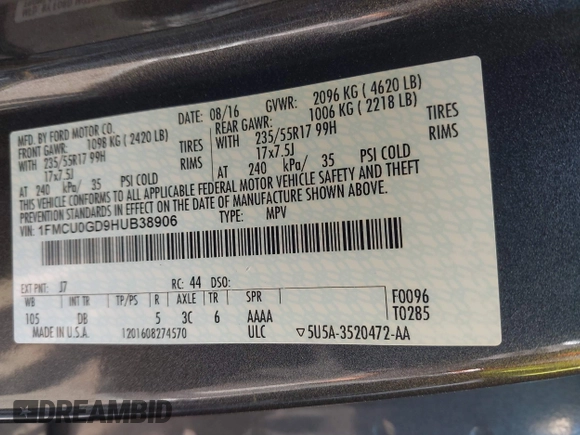 MFD. BY FORD MOTOR CO.
DATE: 08/16 GVWR: 2096 KG ( 4620 LB)
FRONT GAWR: 1098 KG ( 2420 LB)
REAR GAWR: 1006 KG ( 2218 LB)
WITH 235/55R17 99H TIRES
WITH 235/55R17 99H TIRES
17x7.5J RIMS
17x7.5J RIMS
AT 240 kPa/ 35 PSI COLD
AT 240 kPa/ 35 PSI COLD
THIS VEHICLE CONFORMS TO ALL APPLICABLE FEDERAL MOTOR VEHICLE SAFETY AND THEFT
PREVENTION STANDARDS IN EFFECT ON THE DATE OF MANUFACTURE SHOWN ABOVE.
VIN: 1FMCU0GD9HUB38906 TYPE: MPV
EXT PNT: J7 RC: 44 DSO:
WB INT TR TP/PS R AXLE TR SPR
105 DB 5 3C 6 AAAA
F0096
T0285
MADE IN U.S.A. 1201608274570 ULC ▽5U5A-3520472-AA
DREAMBID